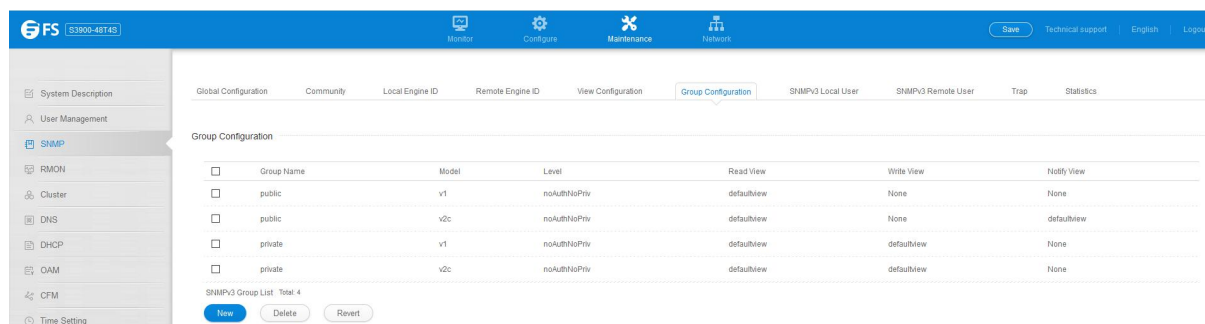 FS S3900-48T4S
Monitor Configure Maintenance Network
Save Technical support English Logou
System Description
User Management
SNMP
RMON
Cluster
DNS
DHCP
OAM
CFM
Time Setting
Global Configuration Community Local Engine ID Remote Engine ID View Configuration Group Configuration SNMPv3 Local User SNMPv3 Remote User Trap Statistics
Group Configuration
Group Name Model Level Read View Write View Notify View
public v1 noAuthNoPriv defaultview None None
public v2c noAuthNoPriv defaultview None defaultview
private v1 noAuthNoPriv defaultview defaultview None
private v2c noAuthNoPriv defaultview defaultview None
SNMPv3 Group List Total: 4
New Delete Revert